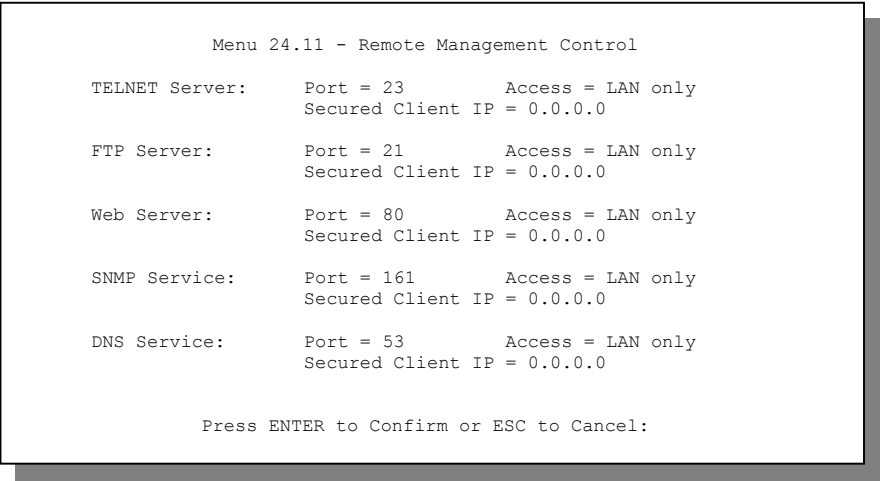 Menu 24.11 - Remote Management Control
TELNET Server: Port = 23 Access = LAN only
Secured Client IP = 0.0.0.0
FTP Server: Port = 21 Access = LAN only
Secured Client IP = 0.0.0.0
Web Server: Port = 80 Access = LAN only
Secured Client IP = 0.0.0.0
SNMP Service: Port = 161 Access = LAN only
Secured Client IP = 0.0.0.0
DNS Service: Port = 53 Access = LAN only
Secured Client IP = 0.0.0.0
Press ENTER to Confirm or ESC to Cancel: